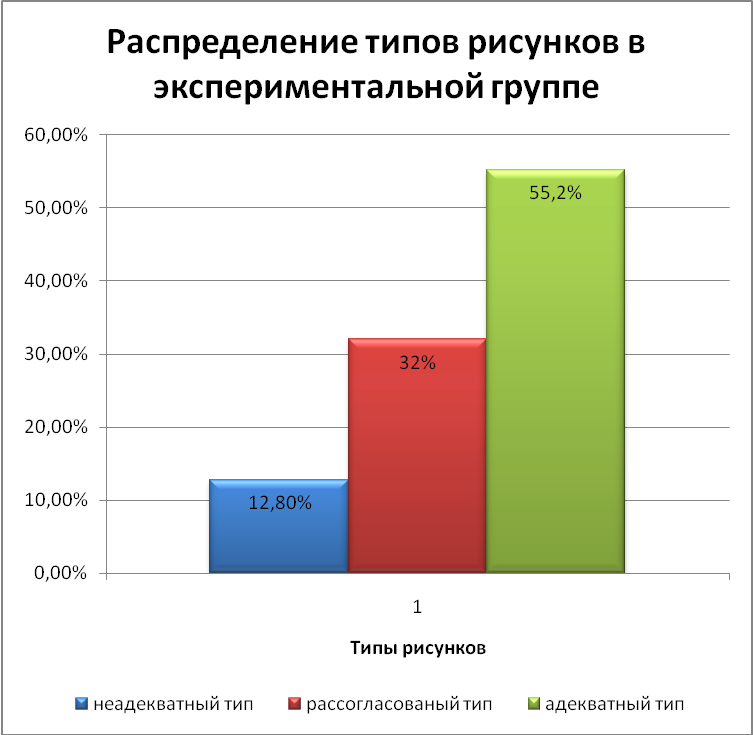 Распределение типов рисунков в
экспериментальной группе
60,00%
50,00%
40,00%
30,00%
20,00%
10,00%
0,00%
55,2%
32%
12,80%
1
Типы рисунков
неадекватный тип
рассогласованый тип
адекватный тип